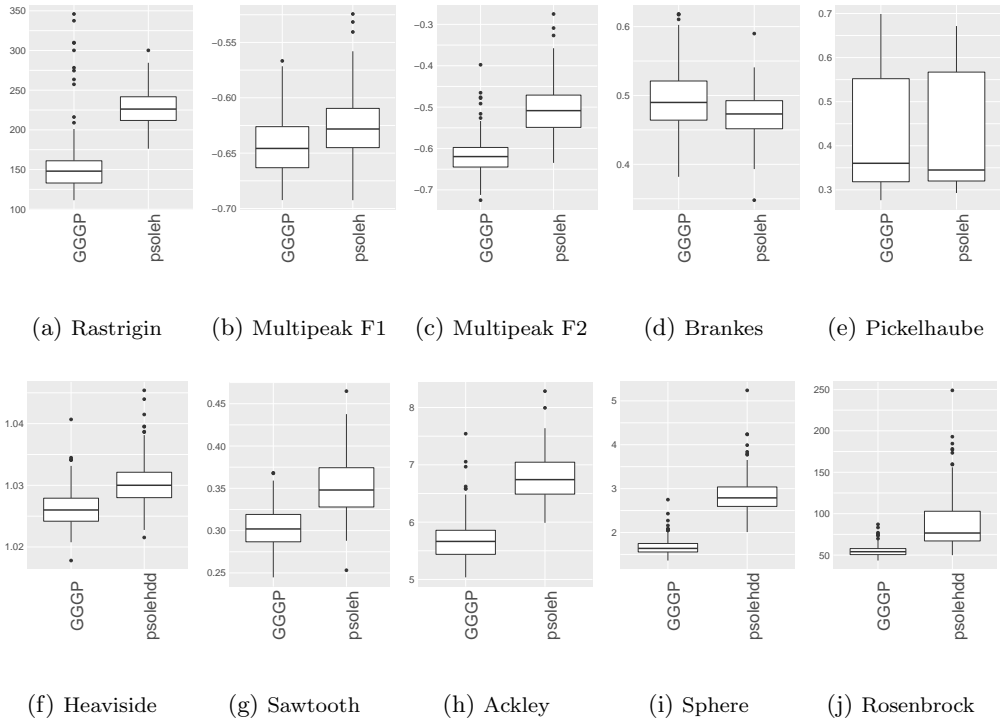 350
300
250
200
150
100
GGGP
psoleh
(a) Rastrigin
−0.55
−0.60
−0.65
−0.70
GGGP
psoleh
(b) Multipeak F1
−0.3
−0.4
−0.5
−0.6
−0.7
GGGP
psoleh
(c) Multipeak F2
0.6
0.5
0.4
GGGP
psoleh
(d) Brankes
0.7
0.6
0.5
0.4
0.3
GGGP
psoleh
(e) Pickelhaube
1.04
1.03
1.02
GGGP
psolehdd
(f) Heaviside
0.45
0.40
0.35
0.30
0.25
GGGP
psoleh
(g) Sawtooth
8
7
6
5
GGGP
psoleh
(h) Ackley
5
4
3
2
GGGP
psolehdd
(i) Sphere
250
200
150
100
50
GGGP
psolehdd
(j) Rosenbrock